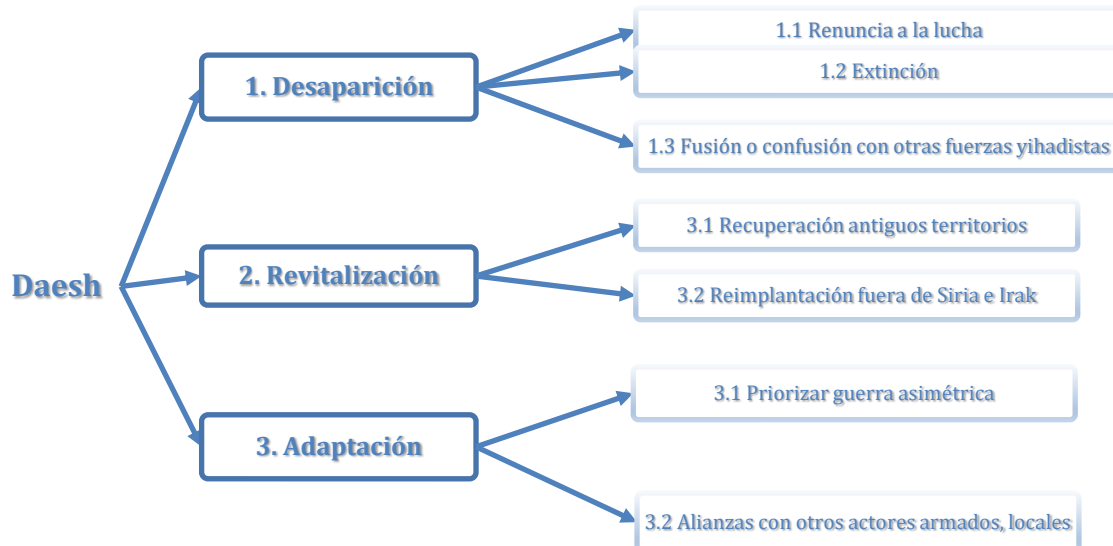 Daesh
1. Desaparición
1.1 Renuncia a la lucha
1.2 Extinción
1.3 Fusión o confusión con otras fuerzas yihadistas
2. Revitalización
3.1 Recuperación antiguos territorios
3.2 Reimplantación fuera de Siria e Irak
3. Adaptación
3.1 Priorizar guerra asimétrica
3.2 Alianzas con otros actores armados, locales